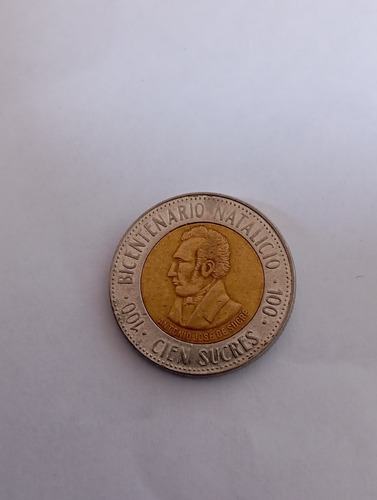 BICENTENARIO NATALICIO
·100· CIEN SUCRES ·100·
ANTONIO JOSE DE SUCRE